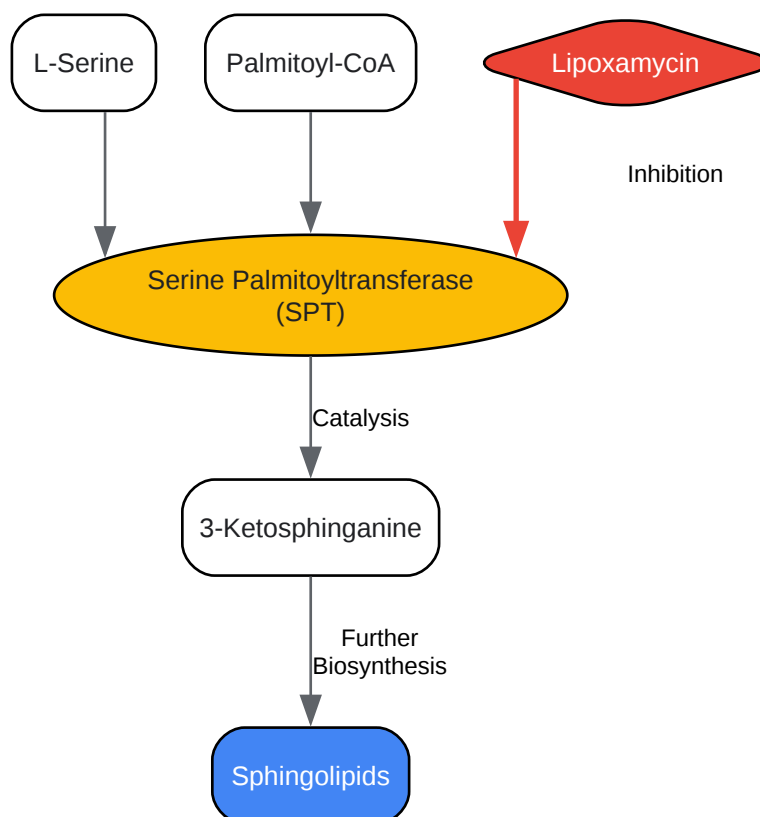 L-Serine
Palmitoyl-CoA
Lipoxamycin
Inhibition
Serine Palmitoyltransferase
(SPT)
Catalysis
3-Ketosphinganine
Further
Biosynthesis
Sphingolipids